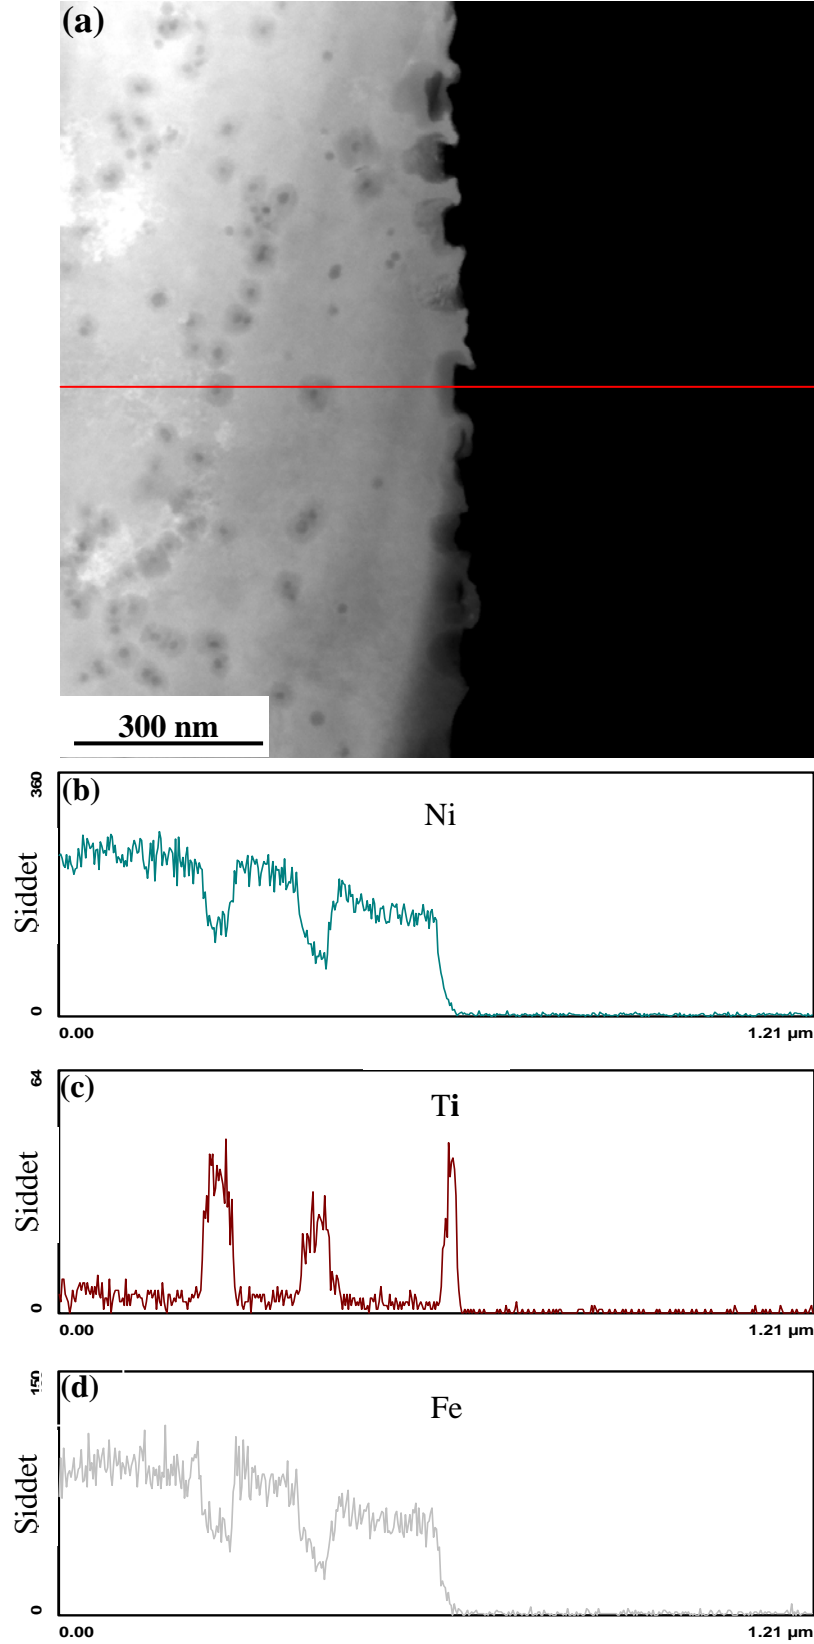 (a)
300 nm
(b)
Ni
360
Siddet
0
0.00
1.21 µm
(c)
Ti
64
Siddet
0
0.00
1.21 µm
(d)
Fe
150
Siddet
0
0.00
1.21 µm